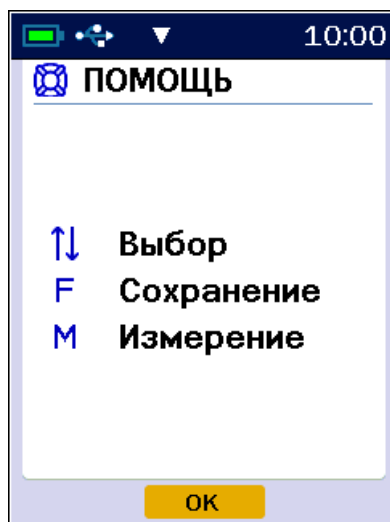 10:00
ПОМОЩЬ
↑↓ Выбор
F Сохранение
M Измерение
OK